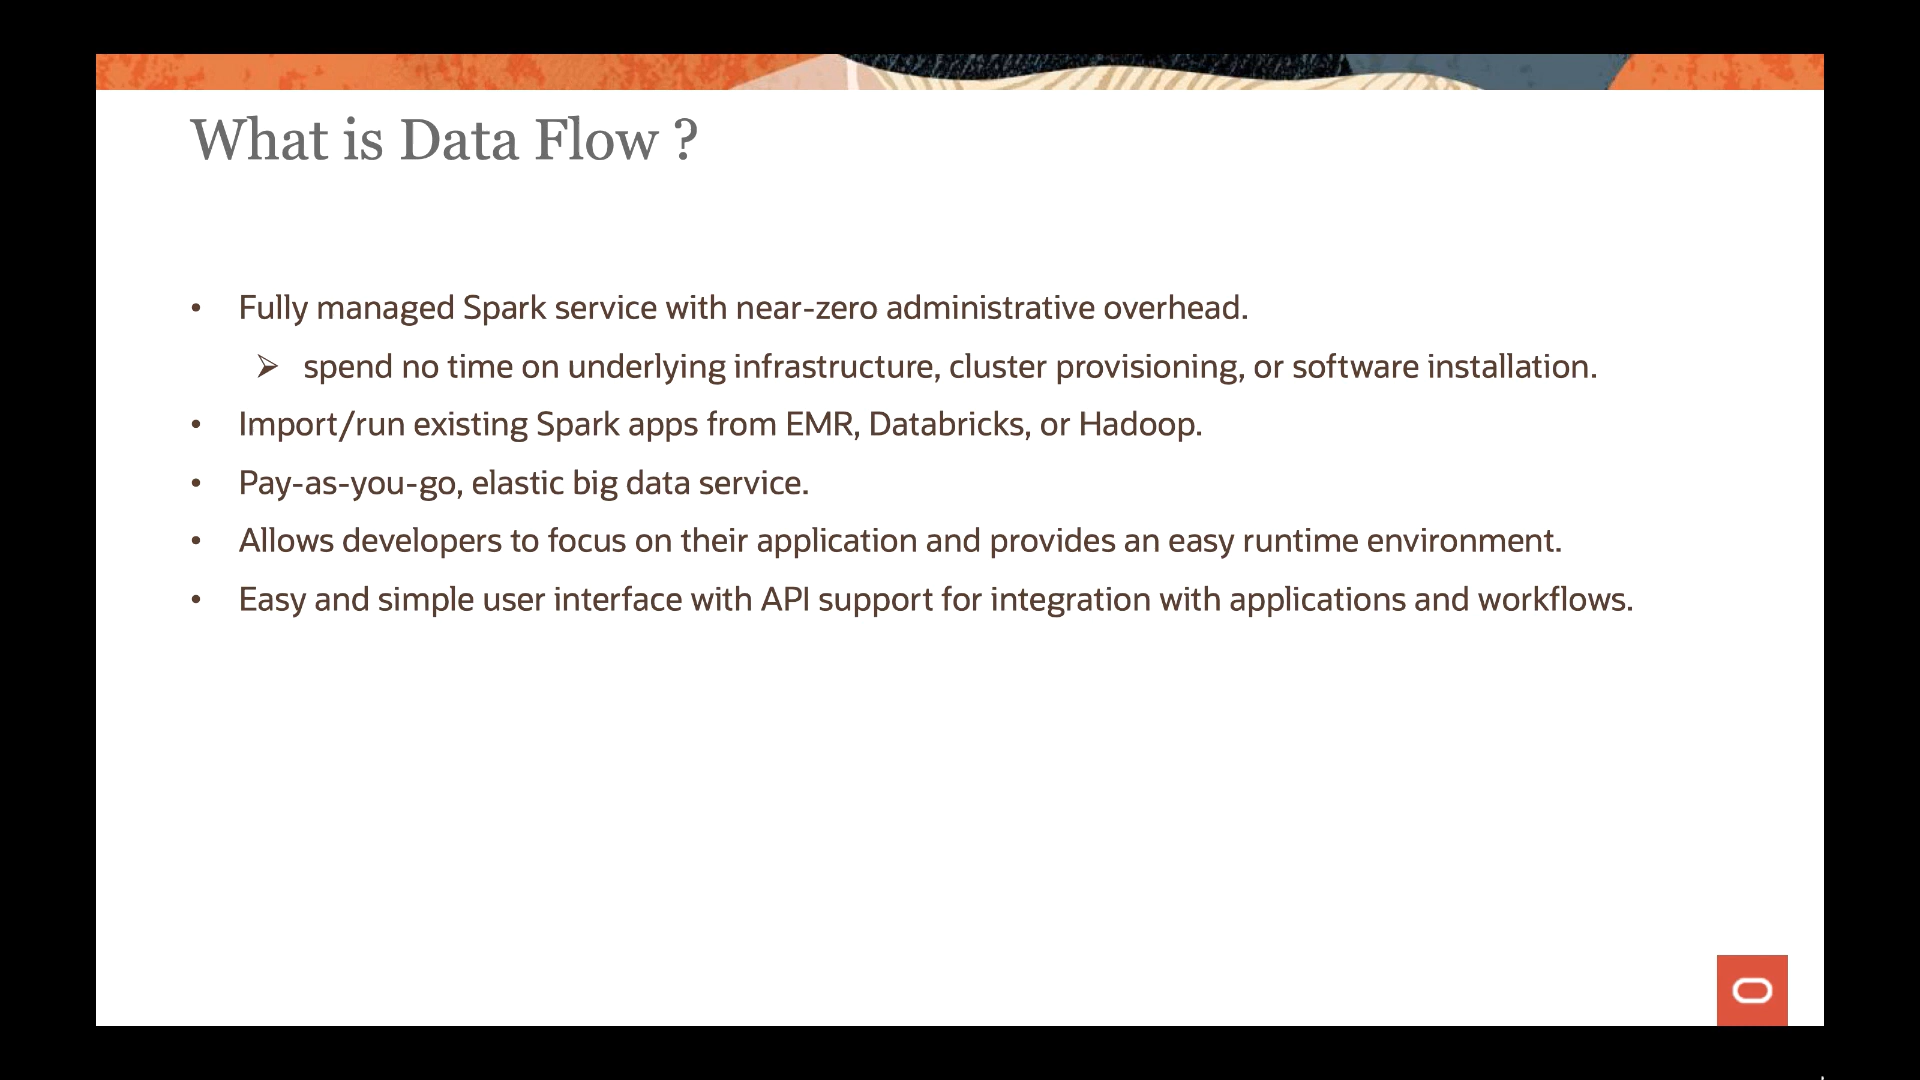 What is Data Flow ?
• Fully managed Spark service with near-zero administrative overhead.
➢ spend no time on underlying infrastructure, cluster provisioning, or software installation.
• Import/run existing Spark apps from EMR, Databricks, or Hadoop.
• Pay-as-you-go, elastic big data service.
• Allows developers to focus on their application and provides an easy runtime environment.
• Easy and simple user interface with API support for integration with applications and workflows.